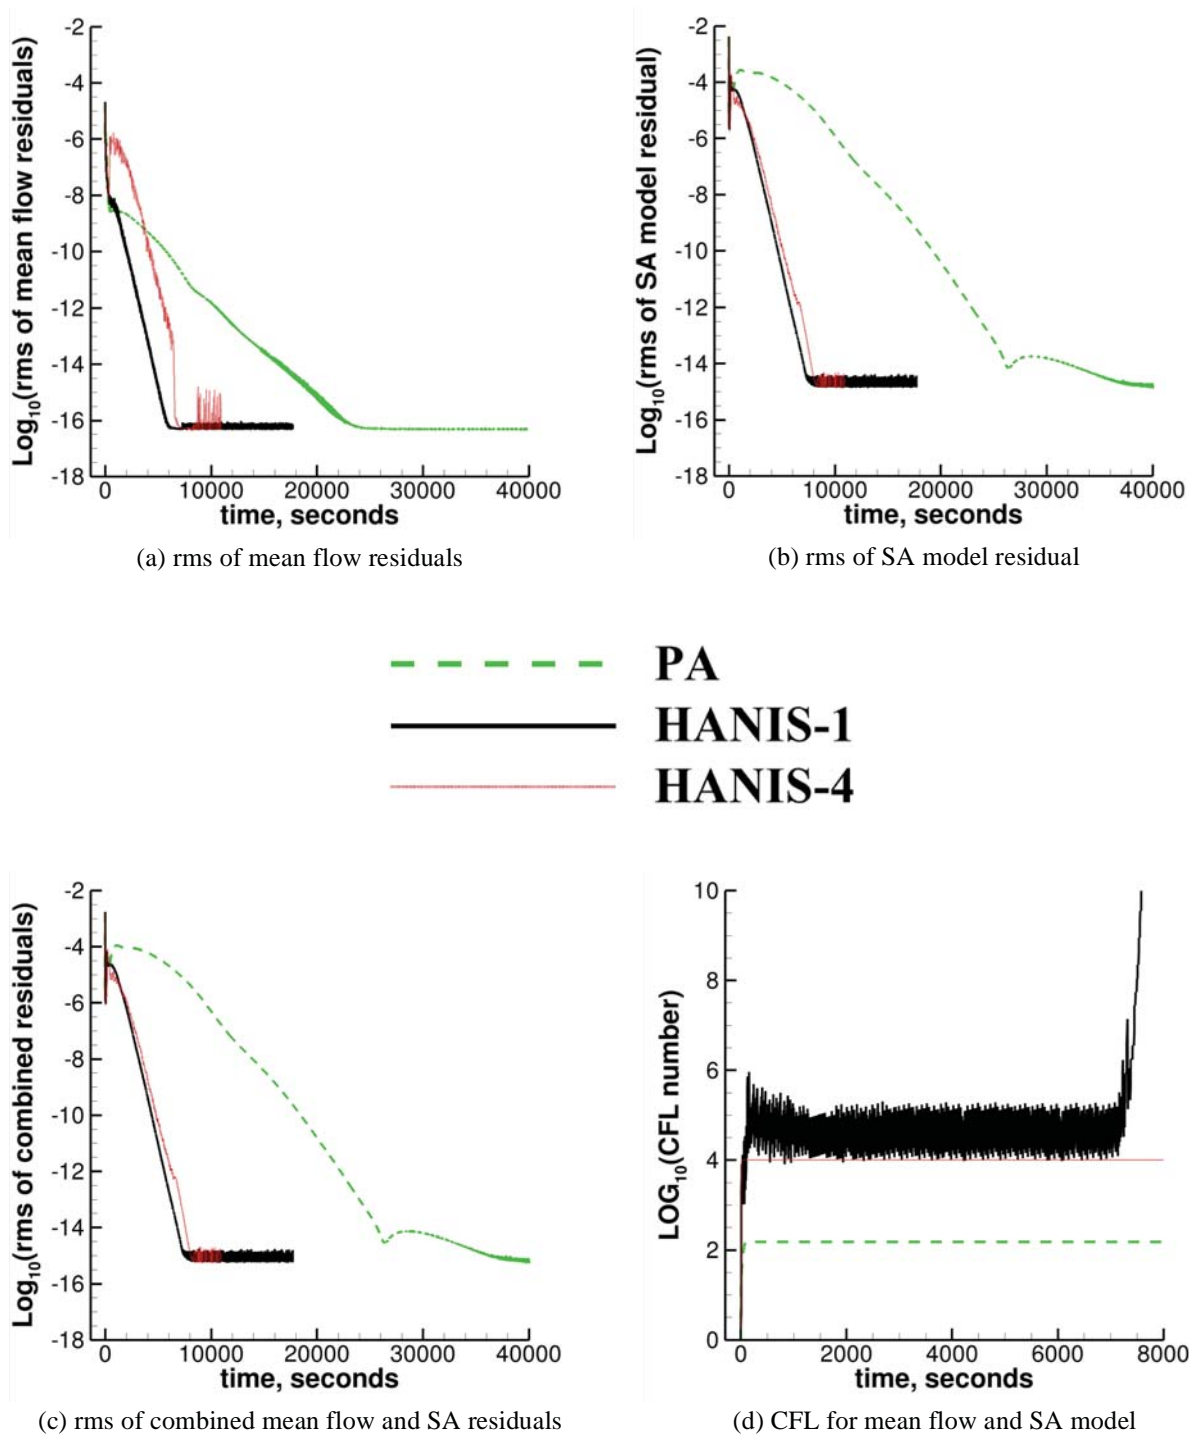 -2
-4
-6
-8
-10
-12
-14
-16
-18
Log10(rms of mean flow residuals)
0 10000 20000 30000 40000
time, seconds
(a) rms of mean flow residuals
-2
-4
-6
-8
-10
-12
-14
-16
-18
Log10(rms of SA model residual)
0 10000 20000 30000 40000
time, seconds
(b) rms of SA model residual
PA
HANIS-1
HANIS-4
-2
-4
-6
-8
-10
-12
-14
-16
-18
Log10(rms of combined residuals)
0 10000 20000 30000 40000
time, seconds
(c) rms of combined mean flow and SA residuals
10
8
6
4
2
0
LOG10(CFL number)
0 2000 4000 6000 8000
time, seconds
(d) CFL for mean flow and SA model